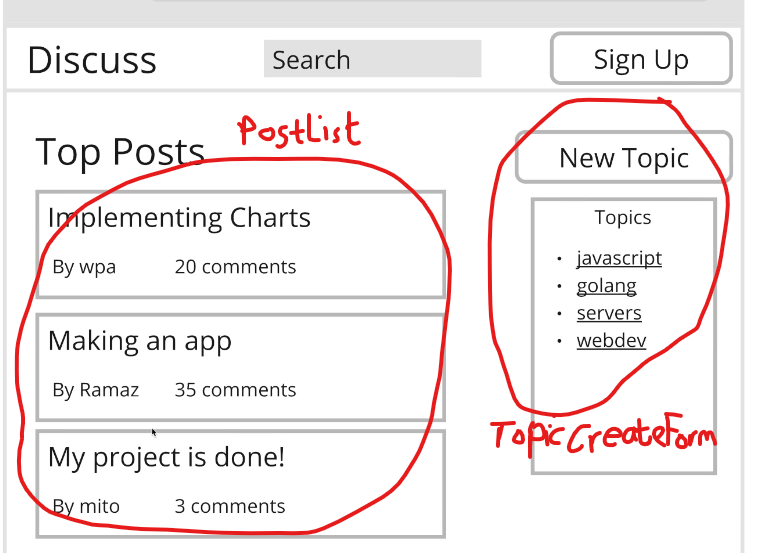 Discuss
Search
Sign Up
Top Posts
PostList
Implementing Charts
By wpa 20 comments
Making an app
By Ramaz 35 comments
My project is done!
By mito 3 comments
New Topic
Topics
• javascript
• golang
• servers
• webdev
TopicCreateForm